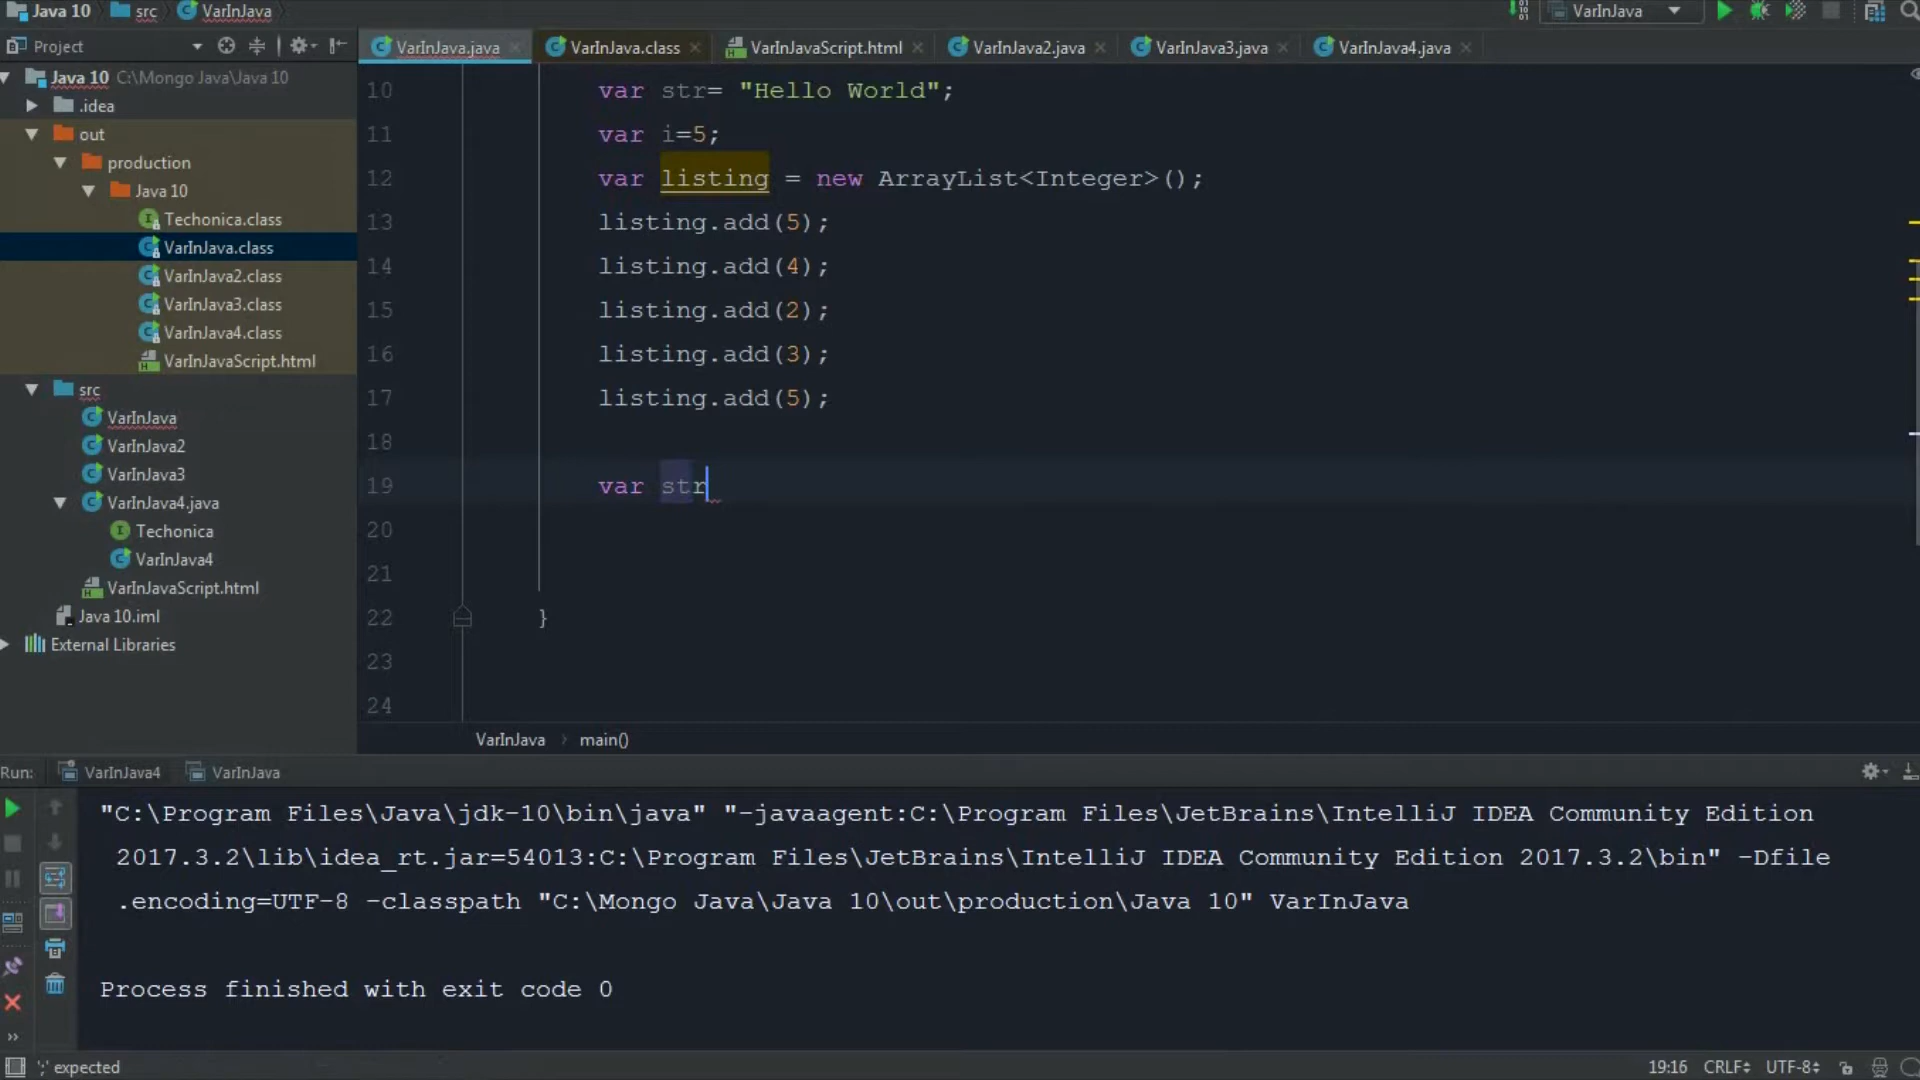 Java 10 src VarInJava VarInJava
Project VarInJava.java VarInJava.class VarInJavaScript.html VarInJava2.java VarInJava3.java VarInJava4.java
Java 10 C:\Mongo Java\Java 10
.idea
out
production
Java 10
Techonica.class
VarInJava.class
VarInJava2.class
VarInJava3.class
VarInJava4.class
VarInJavaScript.html
src
VarInJava
VarInJava2
VarInJava3
VarInJava4.java
Techonica
VarInJava4
VarInJavaScript.html
Java 10.iml
External Libraries
10 var str= "Hello World";
11 var i=5;
12 var listing = new ArrayList<Integer>();
13 listing.add(5);
14 listing.add(4);
15 listing.add(2);
16 listing.add(3);
17 listing.add(5);
18
19 var str
20
21
22 }
23
24
VarInJava main()
Run: VarInJava4 VarInJava
"C:\Program Files\Java\jdk-10\bin\java" "-javaagent:C:\Program Files\JetBrains\IntelliJ IDEA Community Edition
2017.3.2\lib\idea_rt.jar=54013:C:\Program Files\JetBrains\IntelliJ IDEA Community Edition 2017.3.2\bin" -Dfile
.encoding=UTF-8 -classpath "C:\Mongo Java\Java 10\out\production\Java 10" VarInJava
Process finished with exit code 0
';' expected 19:16 CRLF UTF-8